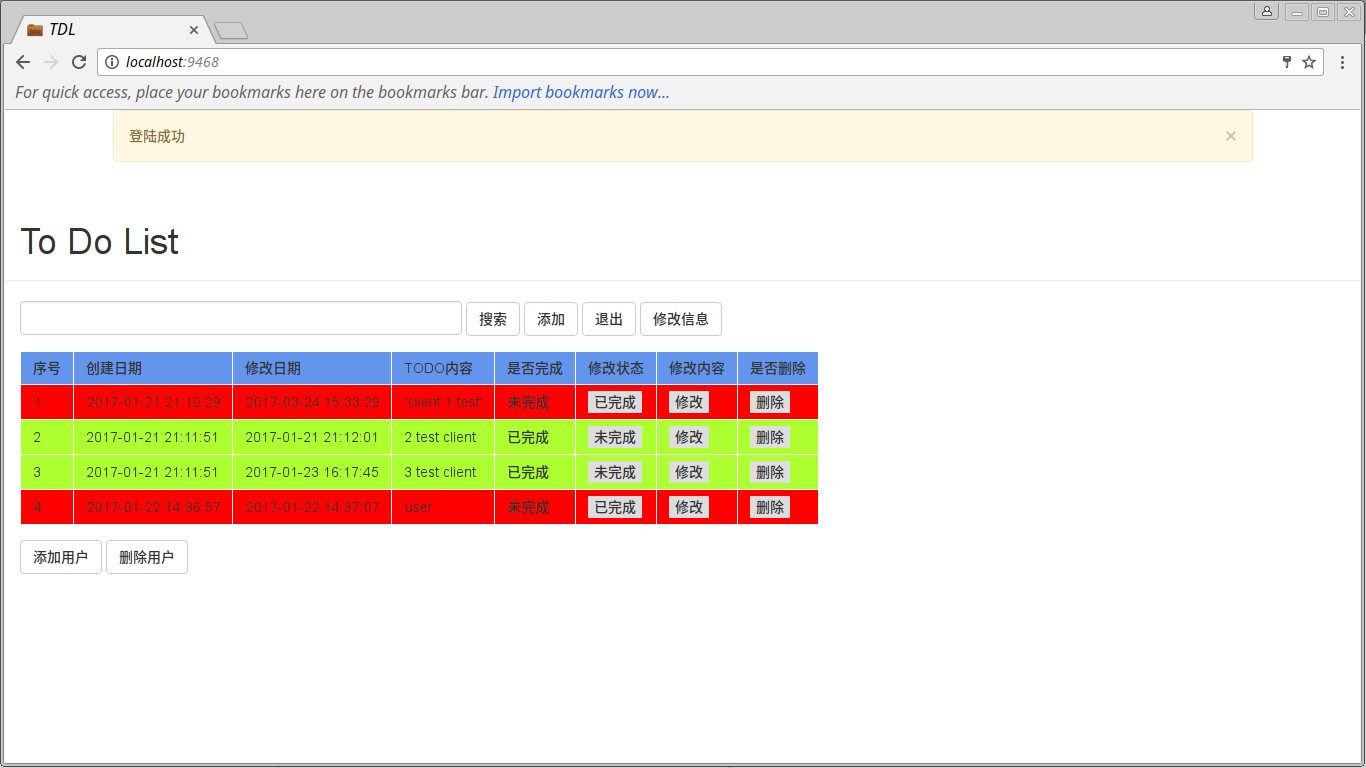 TDL
localhost:9468
For quick access, place your bookmarks here on the bookmarks bar. Import bookmarks now...
登陆成功 ×
To Do List
搜索 添加 退出 修改信息
序号 创建日期 修改日期 TODO内容 是否完成 修改状态 修改内容 是否删除
1 2017-01-21 21:10:29 2017-03-24 15:33:29 'client 1 test' 未完成 已完成 修改 删除
2 2017-01-21 21:11:51 2017-01-21 21:12:01 2 test client 已完成 未完成 修改 删除
3 2017-01-21 21:11:51 2017-01-23 16:17:45 3 test client 已完成 未完成 修改 删除
4 2017-01-22 14:36:57 2017-01-22 14:37:07 user 未完成 已完成 修改 删除
添加用户 删除用户